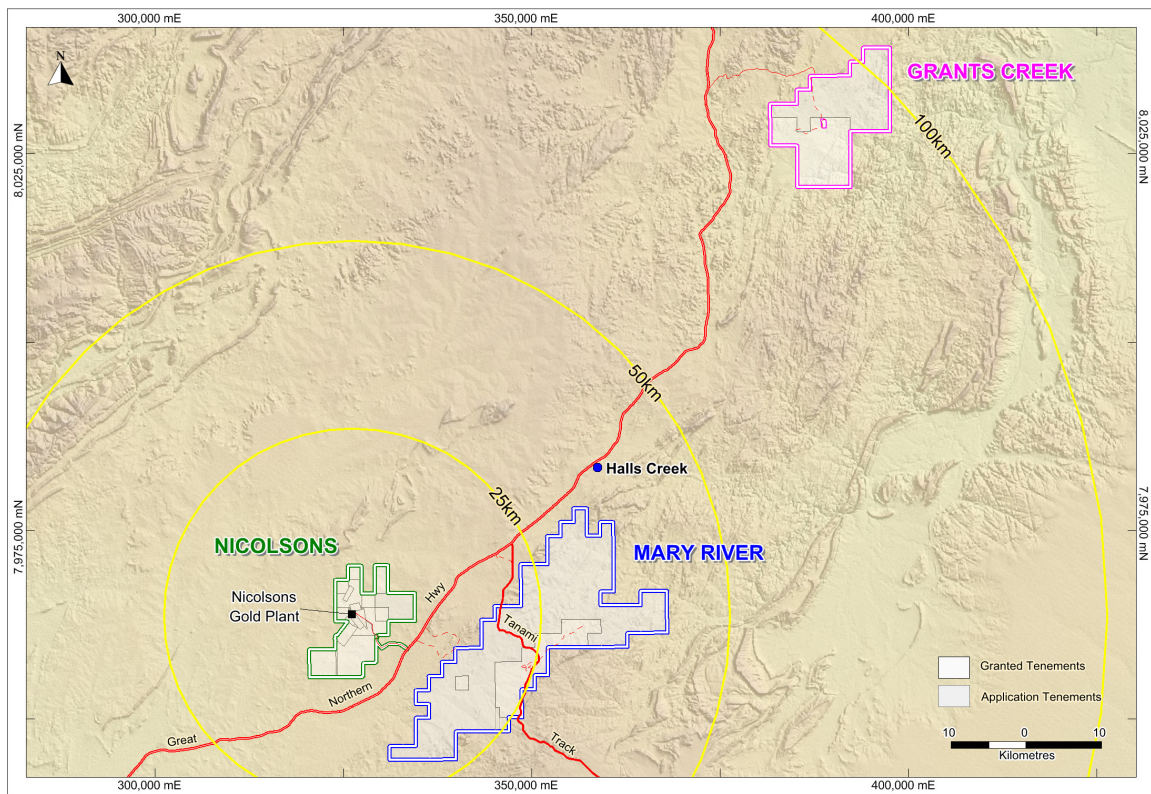 300,000 mE
350,000 mE
400,000 mE
N
GRANTS CREEK
100km
8,025,000 mN
8,025,000 mN
50km
Halls Creek
25km
7,975,000 mN
7,975,000 mN
NICOLSONS
MARY RIVER
Nicolsons
Gold Plant
Hwy
Tanami
Northern
Great
Track
Granted Tenements
Application Tenements
10 0 10
Kilometres
300,000 mE
350,000 mE
400,000 mE